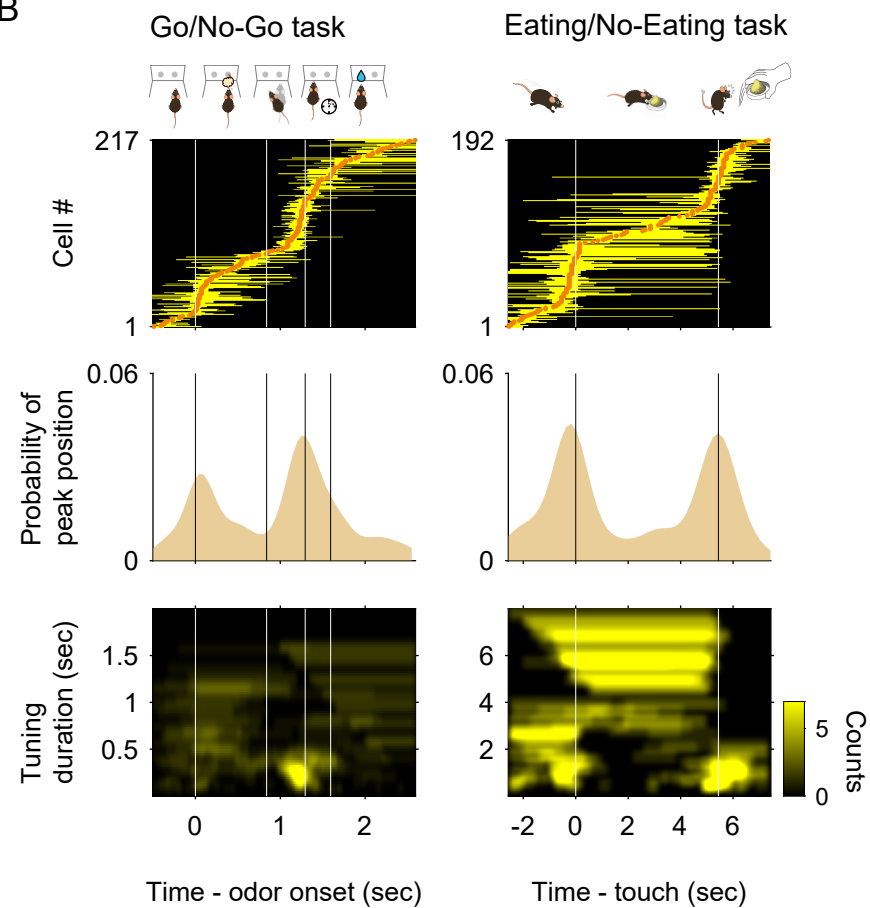 B
Go/No-Go task
Eating/No-Eating task
217
1
Cell #
192
1
0.06
0
Probability of
peak position
0.06
0
1.5
1
0.5
Tuning
duration (sec)
6
4
2
5
0
Counts
0 1 2
-2 0 2 4 6
Time - odor onset (sec)
Time - touch (sec)